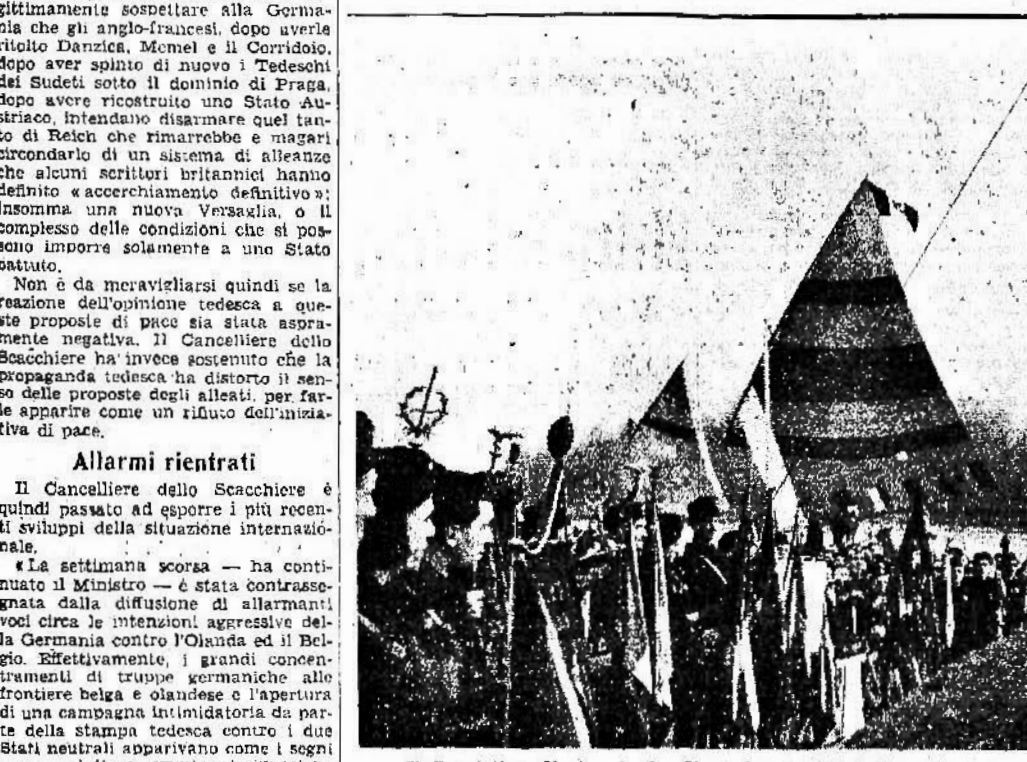 gittimamente sospettare alla Germa-
nia che gli anglo-francesi, dopo averle
ritolto Danzica, Memel e il Corridoio,
dopo aver spinto di nuovo i Tedeschi
dei Sudeti sotto il dominio di Praga,
dopo avere ricostruito uno Stato Au-
striaco, intendano disarmare quel tan-
to di Reich che rimarrebbe e magari
circondarlo di un sistema di alleanze
che alcuni scrittori britannici hanno
definito « accerchiamento definitivo »;
insomma una nuova Versaglia, o il
complesso delle condizioni che si pos-
sono imporre solamente a uno Stato
battuto.
Non è da meravigliarsi quindi se la
reazione dell'opinione tedesca a que-
ste proposte di pace sia stata aspra-
mente negativa. Il Cancelliere dello
Scacchiere ha invece sostenuto che la
propaganda tedesca ha distorto il sen-
so delle proposte degli alleati, per far-
le apparire come un rifiuto dell'inizia-
tiva di pace.
Allarmi rientrati
Il Cancelliere dello Scacchiere è
quindi passato ad esporre i più recen-
ti sviluppi della situazione internazio-
nale.
« La settimana scorsa — ha conti-
nuato il Ministro — è stata contrasse-
gnata dalla diffusione di allarmanti
voci circa le intenzioni aggressive del-
la Germania contro l'Olanda ed il Bel-
gio. Effettivamente, i grandi concen-
tramenti di truppe germaniche alle
frontiere belga e olandese e l'apertura
di una campagna intimidatoria da par-
te della stampa tedesca contro i due
Stati neutrali apparivano come i segni